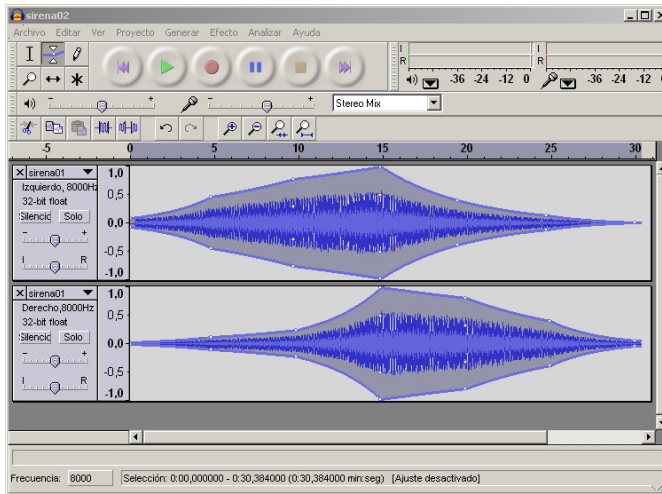 sirena02
Archivo Editar Ver Proyecto Generar Efecto Analizar Ayuda
I
L
R
I
R
-36 -24 -12 0
-36 -24 -12
- +
- +
Stereo Mix
-5 0 5 10 15 20 25 30
sirena01
Izquierdo, 8000Hz
32-bit float
Silencio Solo
- +
I R
1,0
0,5
0,0
-0,5
-1,0
sirena01
Derecho,8000Hz
32-bit float
Silencio Solo
- +
I R
1,0
0,5
0,0
-0,5
-1,0
Frecuencia: 8000 Selección: 0:00,000000 - 0:30,384000 (0:30,384000 min:seg) [Ajuste desactivado]